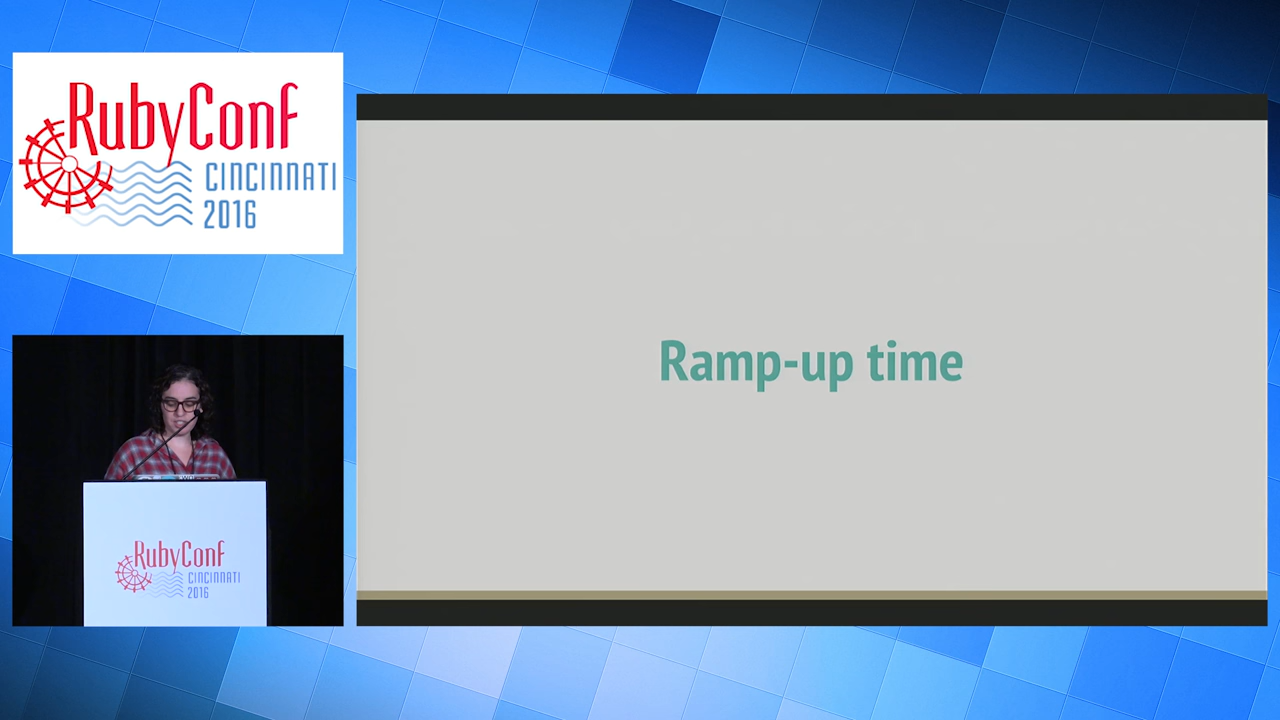 RubyConf
CINCINNATI
2016
Ramp-up time
RubyConf
CINCINNATI
2016